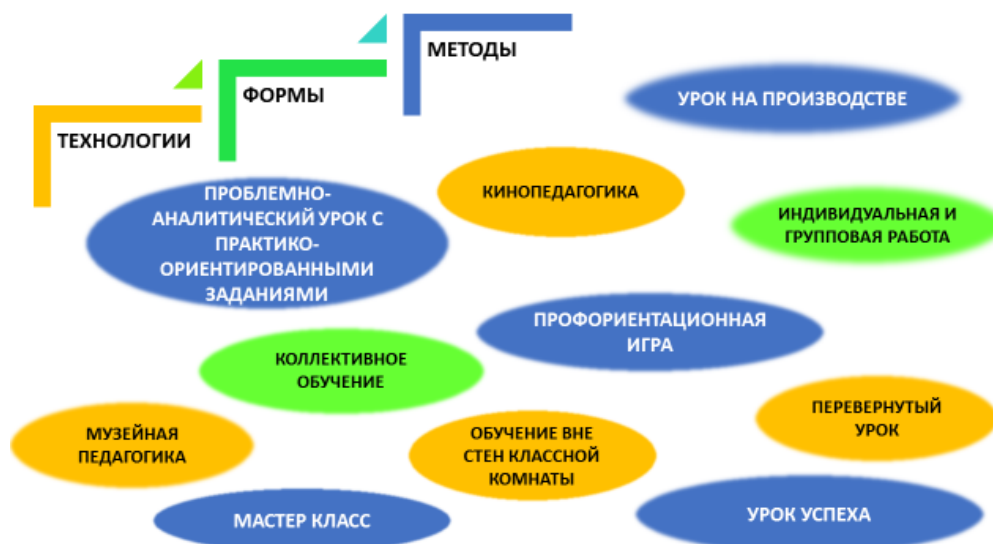 МЕТОДЫ
ФОРМЫ
ТЕХНОЛОГИИ
УРОК НА ПРОИЗВОДСТВЕ
КИНОПЕДАГОГИКА
ПРОБЛЕМНО-
АНАЛИТИЧЕСКИЙ УРОК С
ПРАКТИКО-
ОРИЕНТИРОВАННЫМИ
ЗАДАНИЯМИ
ИНДИВИДУАЛЬНАЯ И
ГРУППОВАЯ РАБОТА
ПРОФОРИЕНТАЦИОННАЯ
ИГРА
КОЛЛЕКТИВНОЕ
ОБУЧЕНИЕ
ПЕРЕВЕРНУТЫЙ
УРОК
МУЗЕЙНАЯ
ПЕДАГОГИКА
ОБУЧЕНИЕ ВНЕ
СТЕН КЛАССНОЙ
КОМНАТЫ
МАСТЕР КЛАСС
УРОК УСПЕХА